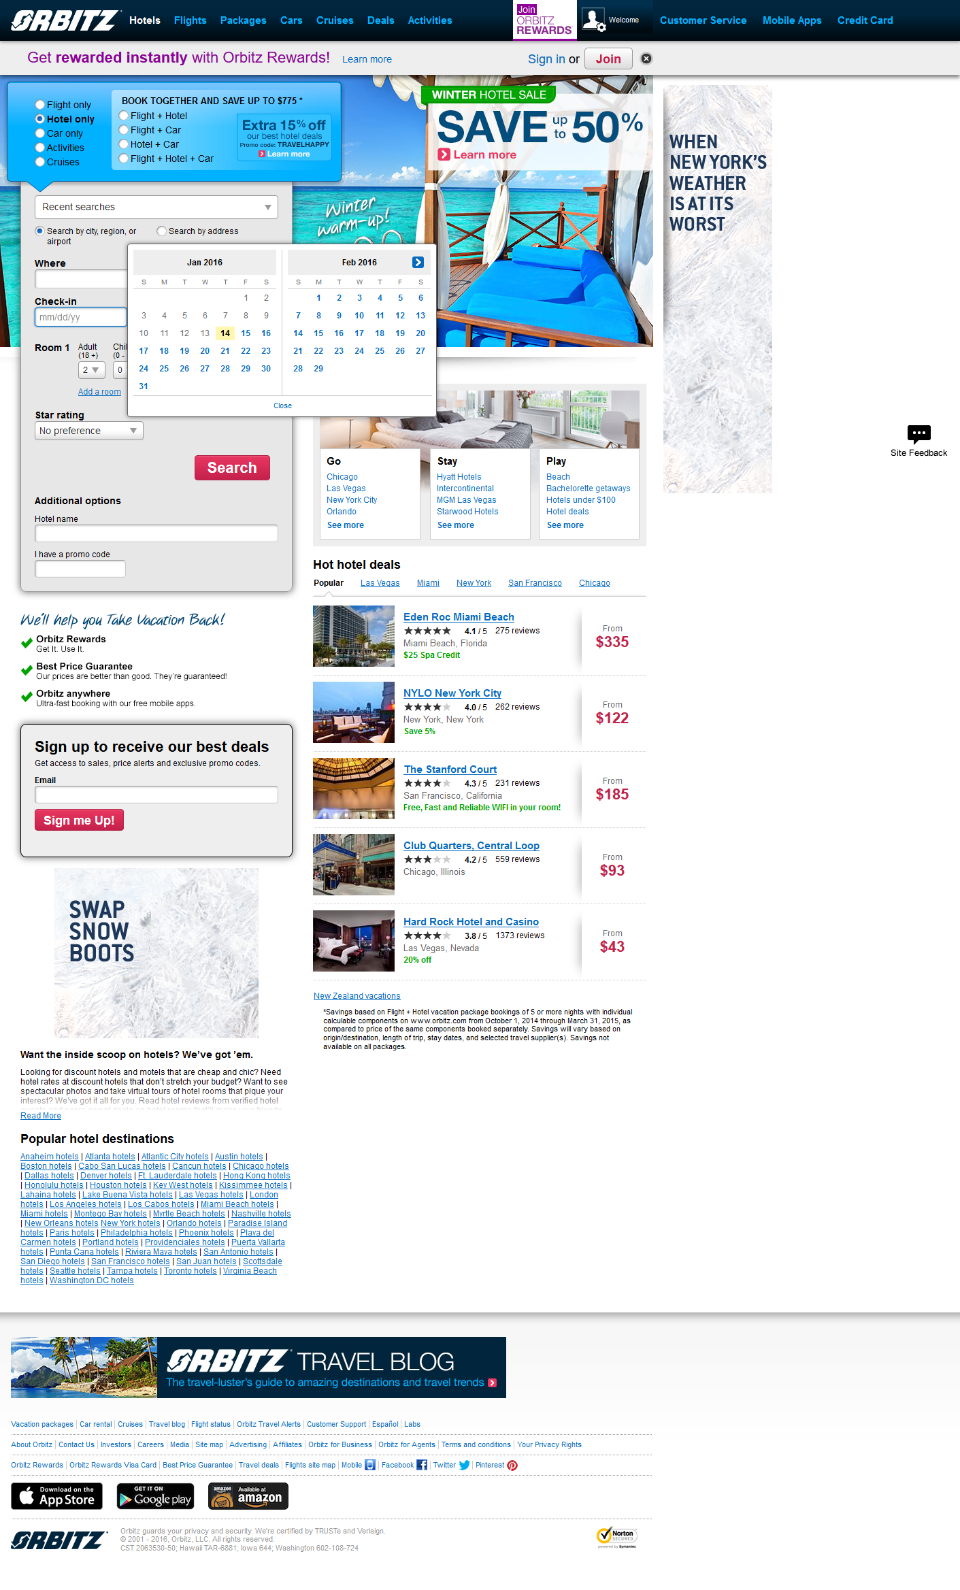 ORBITZ
Hotels Flights Packages Cars Cruises Deals Activities
Join
ORBITZ
REWARDS
Welcome
Customer Service Mobile Apps Credit Card
Get rewarded instantly with Orbitz Rewards! Learn more
Sign in or Join
Flight only
Hotel only
Car only
Activities
Cruises
BOOK TOGETHER AND SAVE UP TO $775 *
Flight + Hotel
Flight + Car
Hotel + Car
Flight + Hotel + Car
Extra 15% off
our best hotel deals
Promo code: TRAVELHAPPY
Learn more
WINTER HOTEL SALE
SAVE up to 50%
Learn more
Winter
warm-up!
WHEN
NEW YORK'S
WEATHER
IS AT ITS
WORST
Recent searches
Search by city, region, or
airport
Search by address
Where
Check-in
mm/dd/yy
Room 1
Adult
(18 +)
Chi
(0 -
2
0
Add a room
Jan 2016
S M T W T F S
1 2
3 4 5 6 7 8 9
10 11 12 13 14 15 16
17 18 19 20 21 22 23
24 25 26 27 28 29 30
31
Feb 2016
S M T W T F S
1 2 3 4 5 6
7 8 9 10 11 12 13
14 15 16 17 18 19 20
21 22 23 24 25 26 27
28 29
Close
Star rating
No preference
Search
Additional options
Hotel name
I have a promo code
Site Feedback
Go
Chicago
Las Vegas
New York City
Orlando
See more
Stay
Hyatt Hotels
Intercontinental
MGM Las Vegas
Starwood Hotels
See more
Play
Beach
Bachelorette getaways
Hotels under $100
Hotel deals
See more
Hot hotel deals
Popular Las Vegas Miami New York San Francisco Chicago
Eden Roc Miami Beach
4.1 / 5 275 reviews
Miami Beach, Florida
$25 Spa Credit
From
$335
NYLO New York City
4.0 / 5 262 reviews
New York, New York
Save 5%
From
$122
The Stanford Court
4.3 / 5 231 reviews
San Francisco, California
Free, Fast and Reliable WIFI in your room!
From
$185
Club Quarters, Central Loop
4.2 / 5 559 reviews
Chicago, Illinois
From
$93
Hard Rock Hotel and Casino
3.8 / 5 1373 reviews
Las Vegas, Nevada
20% off
From
$43
New Zealand vacations
*Savings based on Flight + Hotel vacation package bookings of 5 or more nights with individual
calculable components on www.orbitz.com from October 1, 2014 through March 31, 2015, as
compared to price of the same components booked separately. Savings will vary based on
origin/destination, length of trip, stay dates, and selected travel supplier(s). Savings not
available on all packages.
We'll help you Take Vacation Back!
Orbitz Rewards
Get It. Use It.
Best Price Guarantee
Our prices are better than good. They're guaranteed!
Orbitz anywhere
Ultra-fast booking with our free mobile apps.
Sign up to receive our best deals
Get access to sales, price alerts and exclusive promo codes.
Email
Sign me Up!
SWAP
SNOW
BOOTS
Want the inside scoop on hotels? We've got 'em.
Looking for discount hotels and motels that are cheap and chic? Need
hotel rates at discount hotels that don't stretch your budget? Want to see
spectacular photos and take virtual tours of hotel rooms that pique your
interest? We've got it all for you. Read hotel reviews from verified hotel
Read More
Popular hotel destinations
Anaheim hotels | Atlanta hotels | Atlantic City hotels | Austin hotels |
Boston hotels | Cabo San Lucas hotels | Cancun hotels | Chicago hotels
| Dallas hotels | Denver hotels | Ft. Lauderdale hotels | Hong Kong hotels
| Honolulu hotels | Houston hotels | Key West hotels | Kissimmee hotels |
Lahaina hotels | Lake Buena Vista hotels | Las Vegas hotels | London
hotels | Los Angeles hotels | Los Cabos hotels | Miami Beach hotels |
Miami hotels | Montego Bay hotels | Myrtle Beach hotels | Nashville hotels
| New Orleans hotels New York hotels | Orlando hotels | Paradise Island
hotels | Paris hotels | Philadelphia hotels | Phoenix hotels | Playa del
Carmen hotels | Portland hotels | Providenciales hotels | Puerto Vallarta
hotels | Punta Cana hotels | Riviera Maya hotels | San Antonio hotels |
San Diego hotels | San Francisco hotels | San Juan hotels | Scottsdale
hotels | Seattle hotels | Tampa hotels | Toronto hotels | Virginia Beach
hotels | Washington DC hotels
ORBITZ TRAVEL BLOG
The travel-luster's guide to amazing destinations and travel trends
Vacation packages | Car rental | Cruises | Travel blog | Flight status | Orbitz Travel Alerts | Customer Support | Español | Labs
About Orbitz | Contact Us | Investors | Careers | Media | Site map | Advertising | Affiliates | Orbitz for Business | Orbitz for Agents | Terms and conditions | Your Privacy Rights
Orbitz Rewards | Orbitz Rewards Visa Card | Best Price Guarantee | Travel deals | Flights site map | Mobile | Facebook | Twitter | Pinterest
Download on the
App Store
GET IT ON
Google play
amazon
Available at
amazon
ORBITZ
Orbitz guards your privacy and security. We're certified by TRUSTe and Verisign.
© 2001 - 2016, Orbitz, LLC. All rights reserved.
CST 2063530-50; Hawaii TAR-6881; Iowa 644; Washington 602-108-724
Norton
SECURED
powered by Symantec